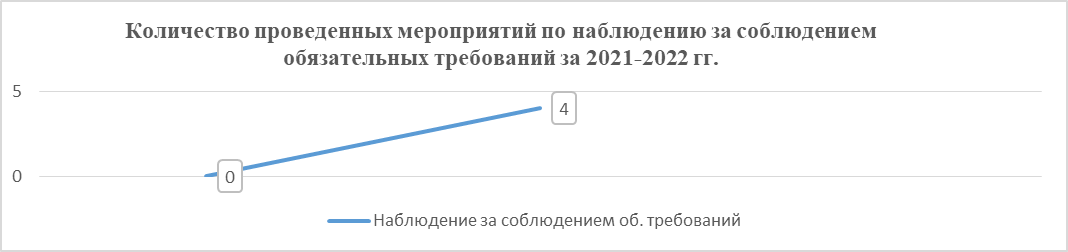 Количество проведенных мероприятий по наблюдению за соблюдением
обязательных требований за 2021-2022 гг.
5
4
0
0
Наблюдение за соблюдением об. требований